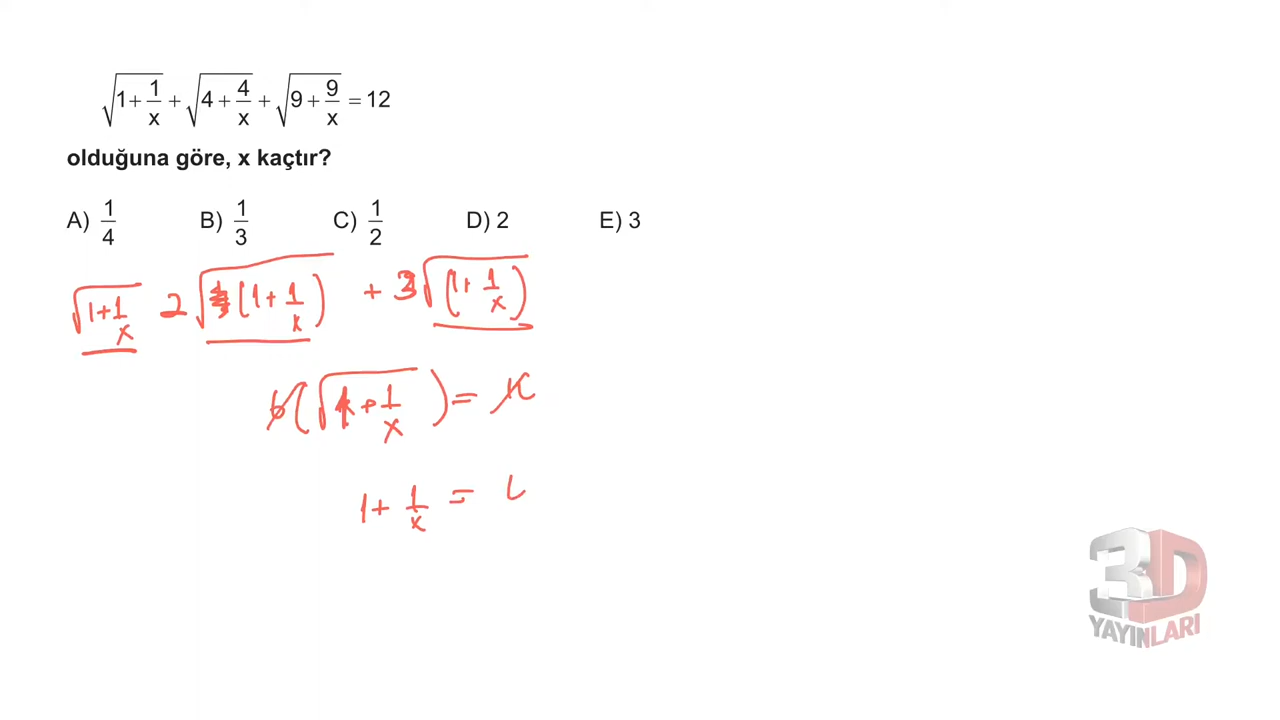 √(1+1/x) + √(4+4/x) + √(9+9/x) = 12
olduğuna göre, x kaçtır?
A) 1/4 B) 1/3 C) 1/2 D) 2 E) 3
√(1+1/x) 2√(1+1/x) + 3√(1+1/x)
6(√(1+1/x)) =
1+1/x =
3D
YAYINLARI